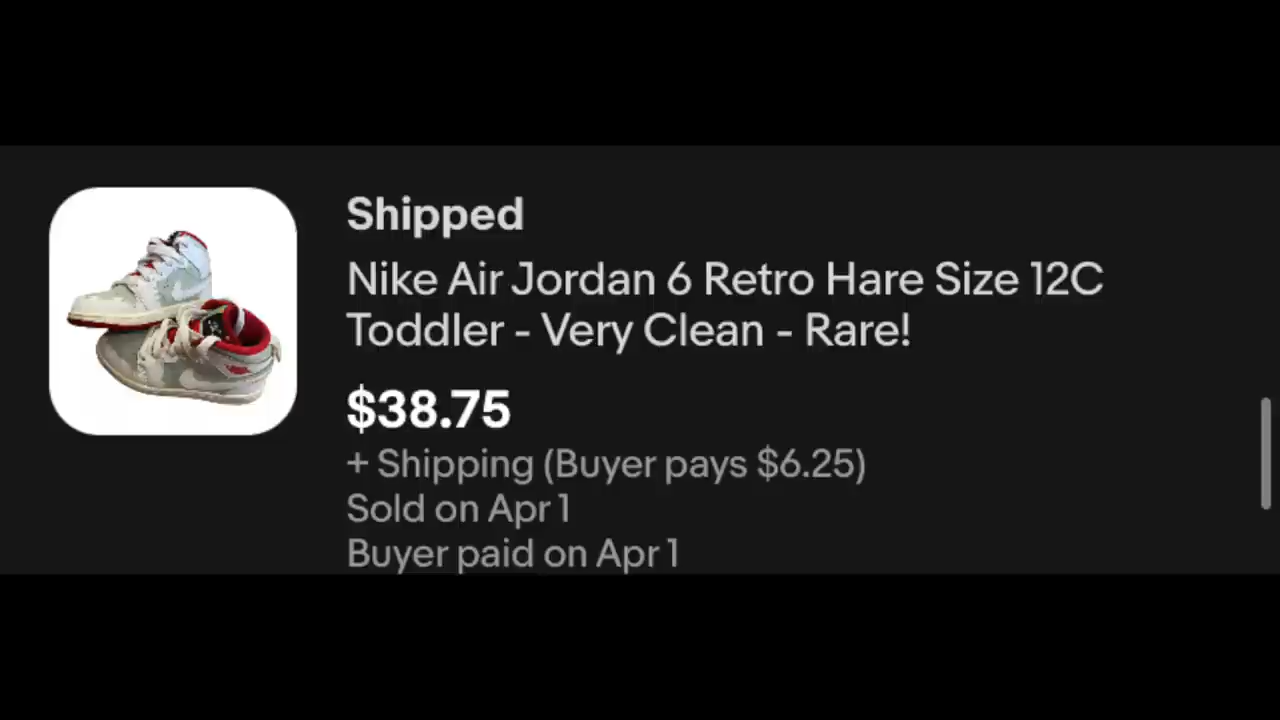 Shipped
Nike Air Jordan 6 Retro Hare Size 12C
Toddler - Very Clean - Rare!
$38.75
+ Shipping (Buyer pays $6.25)
Sold on Apr 1
Buyer paid on Apr 1